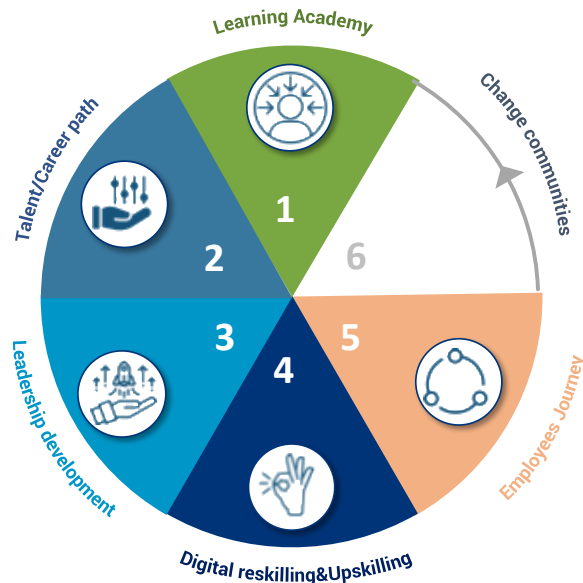 Learning Academy
1
Talent/Career path
2
Leadership development
3
Digital reskilling&Upskilling
4
Employees Journey
5
Change communities
6